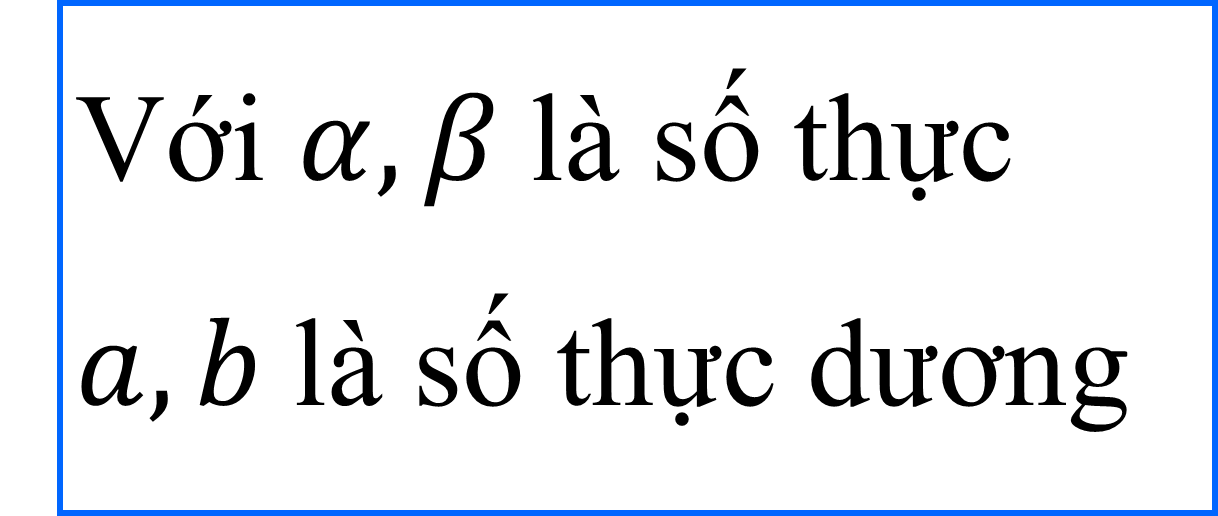 Với α, β là số thực
a, b là số thực dương